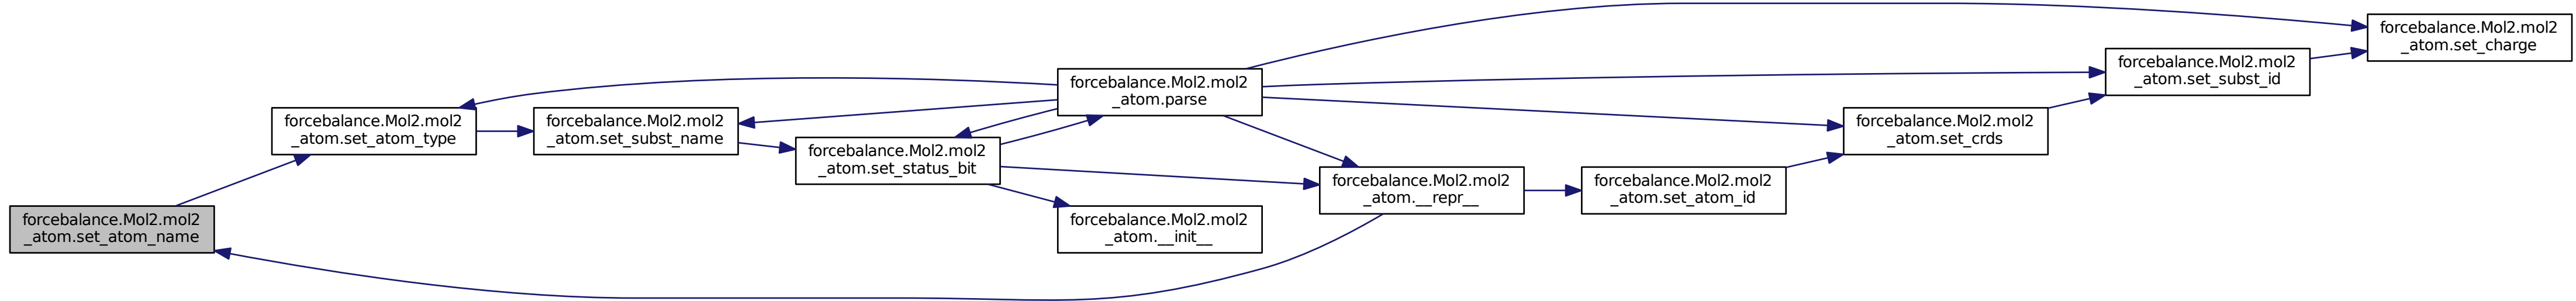 forcebalance.Mol2.mol2
_atom.set_atom_name
forcebalance.Mol2.mol2
_atom.set_atom_type
forcebalance.Mol2.mol2
_atom.set_subst_name
forcebalance.Mol2.mol2
_atom.set_status_bit
forcebalance.Mol2.mol2
_atom.parse
forcebalance.Mol2.mol2
_atom.__init__
forcebalance.Mol2.mol2
_atom.__repr__
forcebalance.Mol2.mol2
_atom.set_atom_id
forcebalance.Mol2.mol2
_atom.set_crds
forcebalance.Mol2.mol2
_atom.set_subst_id
forcebalance.Mol2.mol2
_atom.set_charge